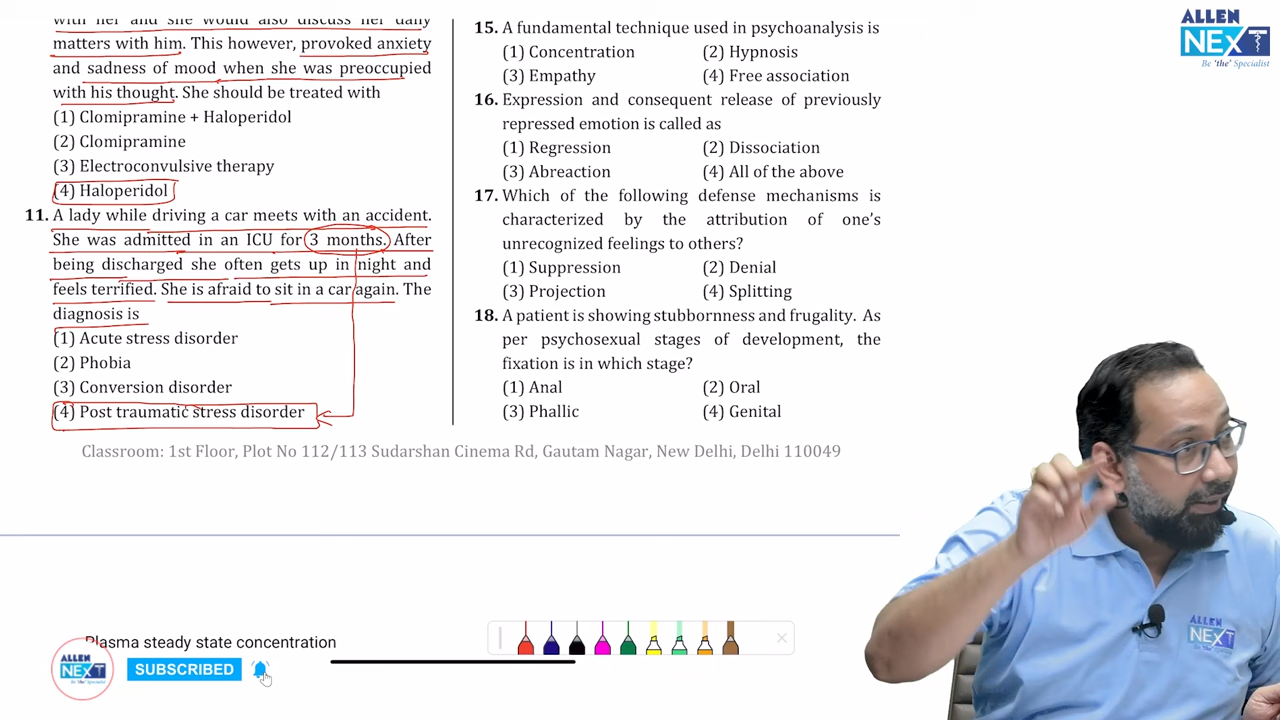 with her and she would also discuss her daily
matters with him. This however, provoked anxiety
and sadness of mood when she was preoccupied
with his thought. She should be treated with
(1) Clomipramine + Haloperidol
(2) Clomipramine
(3) Electroconvulsive therapy
(4) Haloperidol
11. A lady while driving a car meets with an accident.
She was admitted in an ICU for 3 months. After
being discharged she often gets up in night and
feels terrified. She is afraid to sit in a car again. The
diagnosis is
(1) Acute stress disorder
(2) Phobia
(3) Conversion disorder
(4) Post traumatic stress disorder
15. A fundamental technique used in psychoanalysis is
(1) Concentration (2) Hypnosis
(3) Empathy (4) Free association
16. Expression and consequent release of previously
repressed emotion is called as
(1) Regression (2) Dissociation
(3) Abreaction (4) All of the above
17. Which of the following defense mechanisms is
characterized by the attribution of one's
unrecognized feelings to others?
(1) Suppression (2) Denial
(3) Projection (4) Splitting
18. A patient is showing stubbornness and frugality. As
per psychosexual stages of development, the
fixation is in which stage?
(1) Anal (2) Oral
(3) Phallic (4) Genital
Classroom: 1st Floor, Plot No 112/113 Sudarshan Cinema Rd, Gautam Nagar, New Delhi, Delhi 110049
Plasma steady state concentration
ALLEN
NEXT
Be 'the' Specialist
SUBSCRIBED
ALLEN
NEXT
Be 'the' Specialist
ALLEN
NEXT